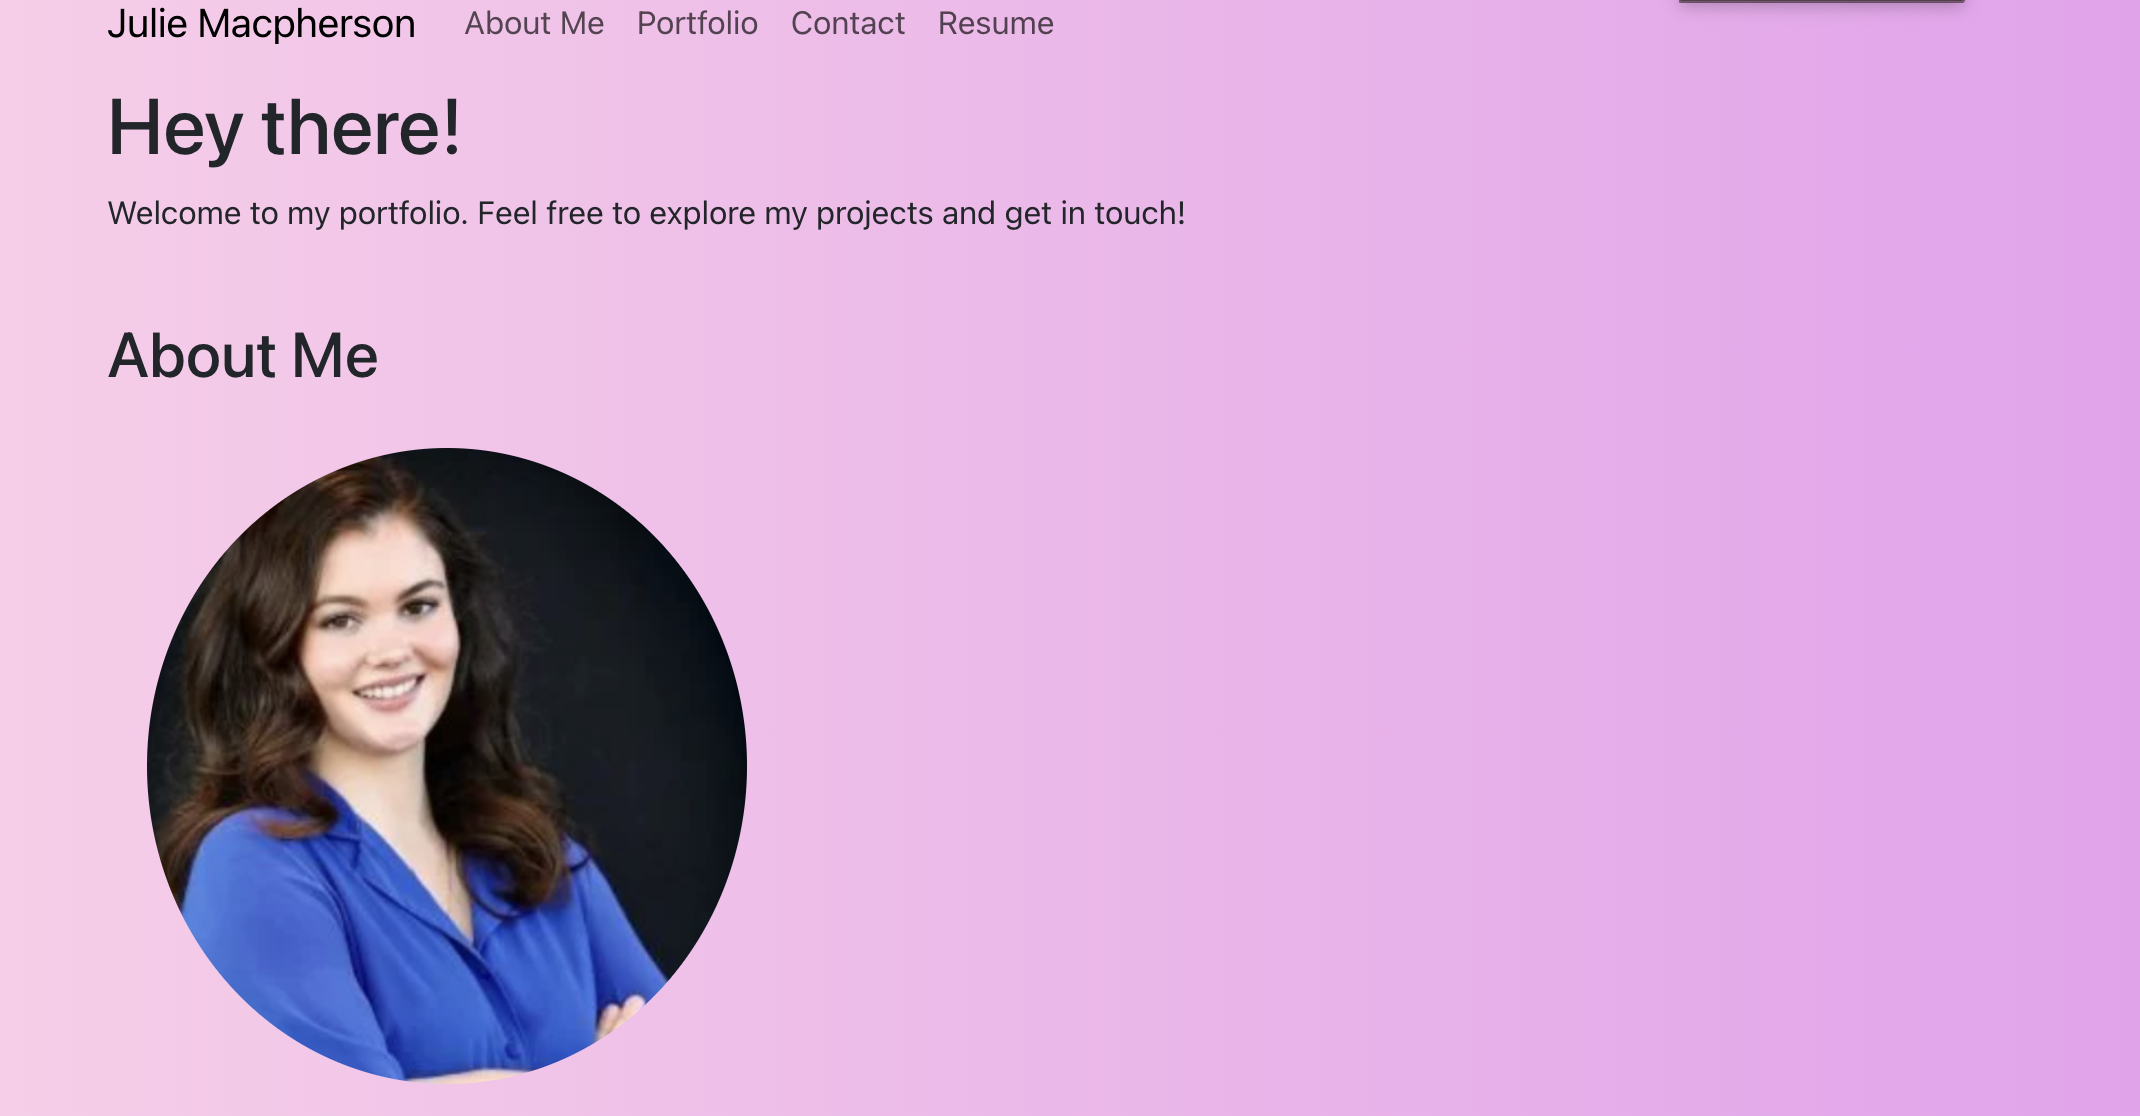 Julie Macpherson About Me Portfolio Contact Resume
Hey there!
Welcome to my portfolio. Feel free to explore my projects and get in touch!
About Me